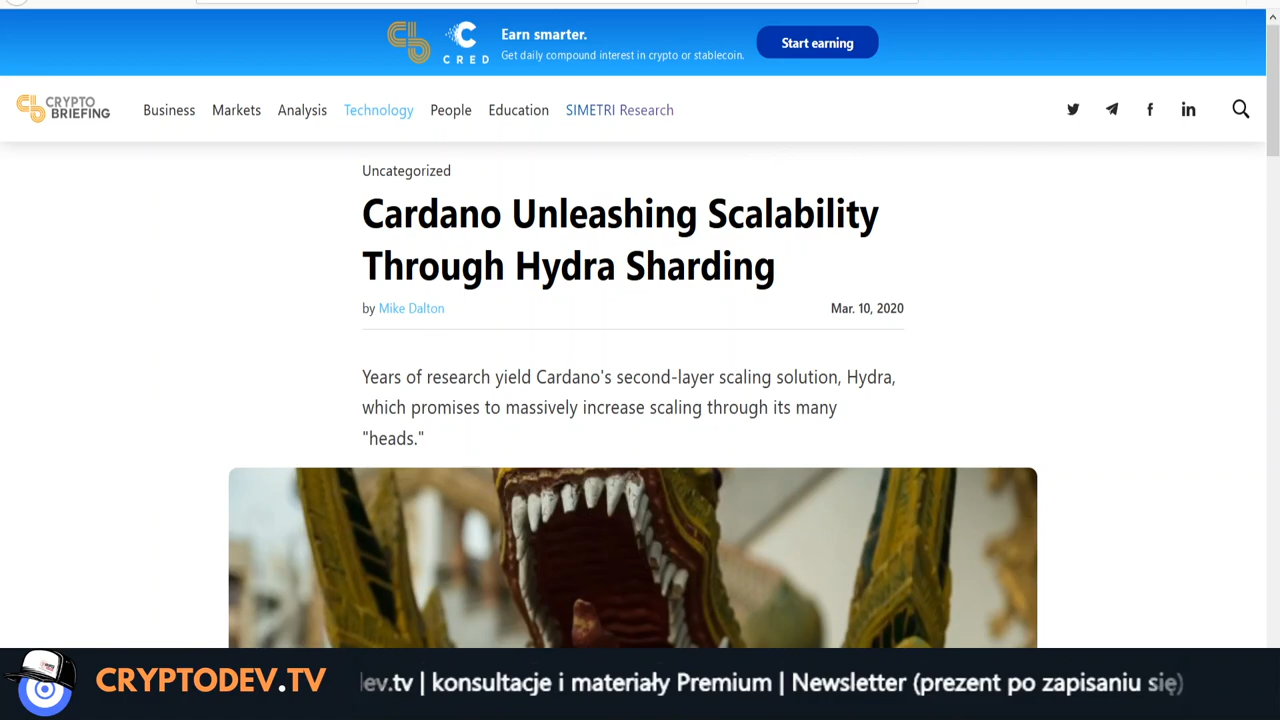 Earn smarter.
CRED
Get daily compound interest in crypto or stablecoin.
Start earning
CRYPTO
BRIEFING
Business Markets Analysis Technology People Education SIMETRI Research
Uncategorized
Cardano Unleashing Scalability
Through Hydra Sharding
by Mike Dalton
Mar. 10, 2020
Years of research yield Cardano's second-layer scaling solution, Hydra,
which promises to massively increase scaling through its many
"heads."
CRYPTODEV.TV
dev.tv | konsultacje i materiały Premium | Newsletter (prezent po zapisaniu się)